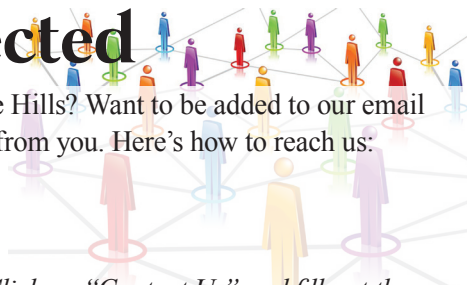 ected
e Hills? Want to be added to our email
from you. Here's how to reach us:
"Contact Us" and fill out the